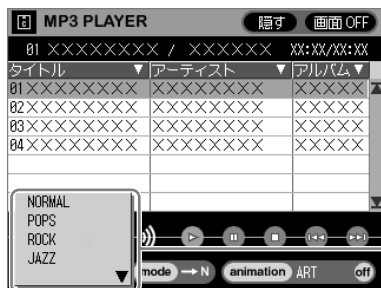 MP3 PLAYER 隠す 画面 OFF
01 XXXXXXXX / XXXXXX XX:XX/XX:XX
タイトル ▼ アーティスト ▼ アルバム ▼
01XXXXXXXX XXXXXXXX XXXXX
02XXXXXXXX XXXXXXXX XXXXX
03XXXXXXXX XXXXXXXX XXXXX
04XXXXXXXX XXXXXXXX XXXXX
NORMAL
POPS
ROCK
JAZZ
mode → N animation ART off